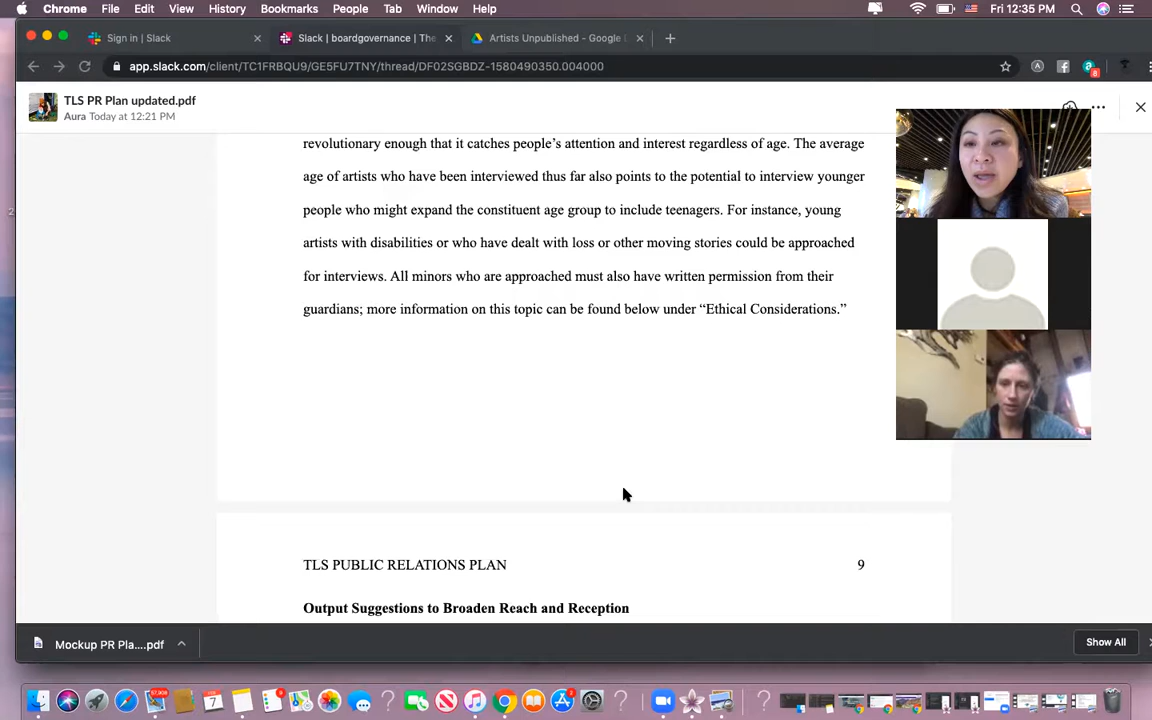 Chrome File Edit View History Bookmarks People Tab Window Help Fri 12:35 PM
Sign in | Slack Slack | boardgovernance | The Artists Unpublished - Google
app.slack.com/client/TC1FRBQU9/GE5FU7TNY/thread/DF02SGBDZ-1580490350.004000
TLS PR Plan updated.pdf
Aura Today at 12:21 PM
revolutionary enough that it catches people’s attention and interest regardless of age. The average
age of artists who have been interviewed thus far also points to the potential to interview younger
people who might expand the constituent age group to include teenagers. For instance, young
artists with disabilities or who have dealt with loss or other moving stories could be approached
for interviews. All minors who are approached must also have written permission from their
guardians; more information on this topic can be found below under “Ethical Considerations.”
TLS PUBLIC RELATIONS PLAN 9
Output Suggestions to Broaden Reach and Reception
Mockup PR Pla....pdf Show All